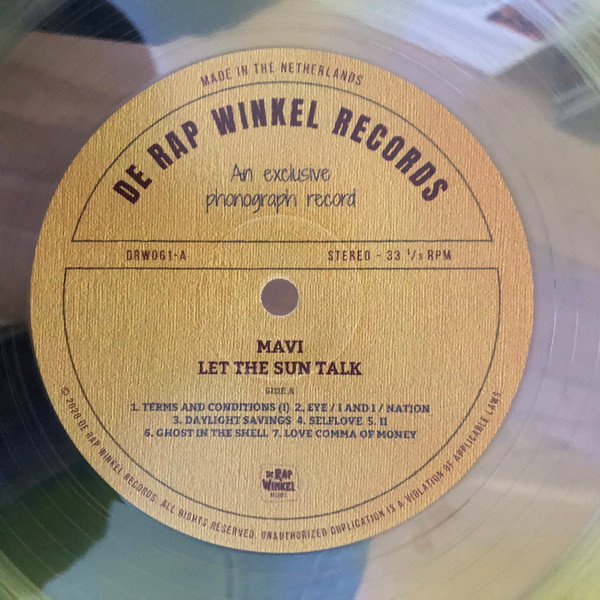 MADE IN THE NETHERLANDS
DE RAP WINKEL RECORDS
An exclusive
phonograph record
DRW061-A
STEREO - 33 ⅓ RPM
MAVI
LET THE SUN TALK
SIDE A
1. TERMS AND CONDITIONS (I) 2. EYE / I AND I / NATION
3. DAYLIGHT SAVINGS 4. SELFLOVE 5. II
6. GHOST IN THE SHELL 7. LOVE COMMA OF MONEY
DE RAP
WINKEL
© 2020 DE RAP WINKEL RECORDS. ALL RIGHTS RESERVED. UNAUTHORIZED DUPLICATION IS A VIOLATION OF APPLICABLE LAWS